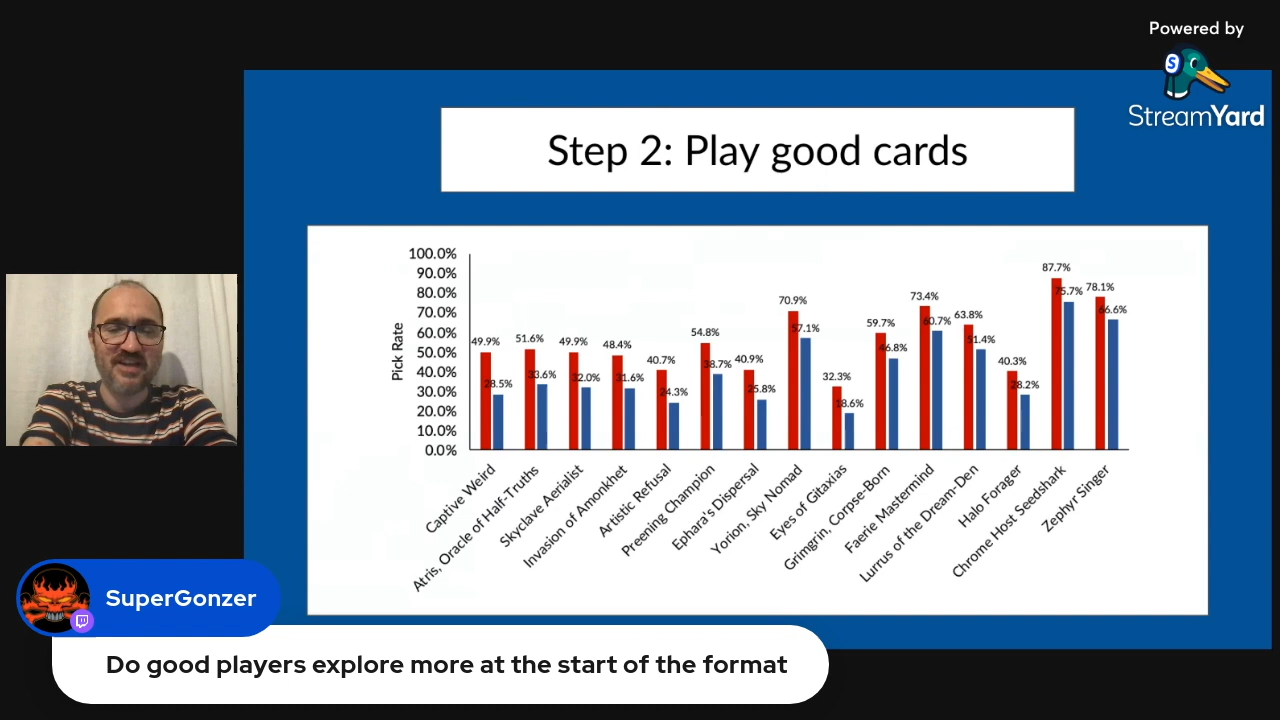 Powered by
StreamYard
Step 2: Play good cards
Pick Rate
100.0%
90.0%
80.0%
70.0%
60.0%
50.0%
40.0%
30.0%
20.0%
10.0%
0.0%
49.9%
28.5%
51.6%
33.6%
49.9%
32.0%
48.4%
31.6%
40.7%
24.3%
54.8%
38.7%
40.9%
25.8%
70.9%
57.1%
32.3%
18.6%
59.7%
46.8%
73.4%
60.7%
63.8%
51.4%
40.3%
28.2%
87.7%
75.7%
78.1%
66.6%
Captive Weird
Atris, Oracle of Half-Truths
Skyclave Aerialist
Invasion of Amonkhet
Artistic Refusal
Preening Champion
Ephara's Dispersal
Yorion, Sky Nomad
Eyes of Gitaxias
Grimgrin, Corpse-Born
Faerie Mastermind
Lurrus of the Dream-Den
Halo Forager
Chrome Host Seedshark
Zephyr Singer
SuperGonzer
Do good players explore more at the start of the format